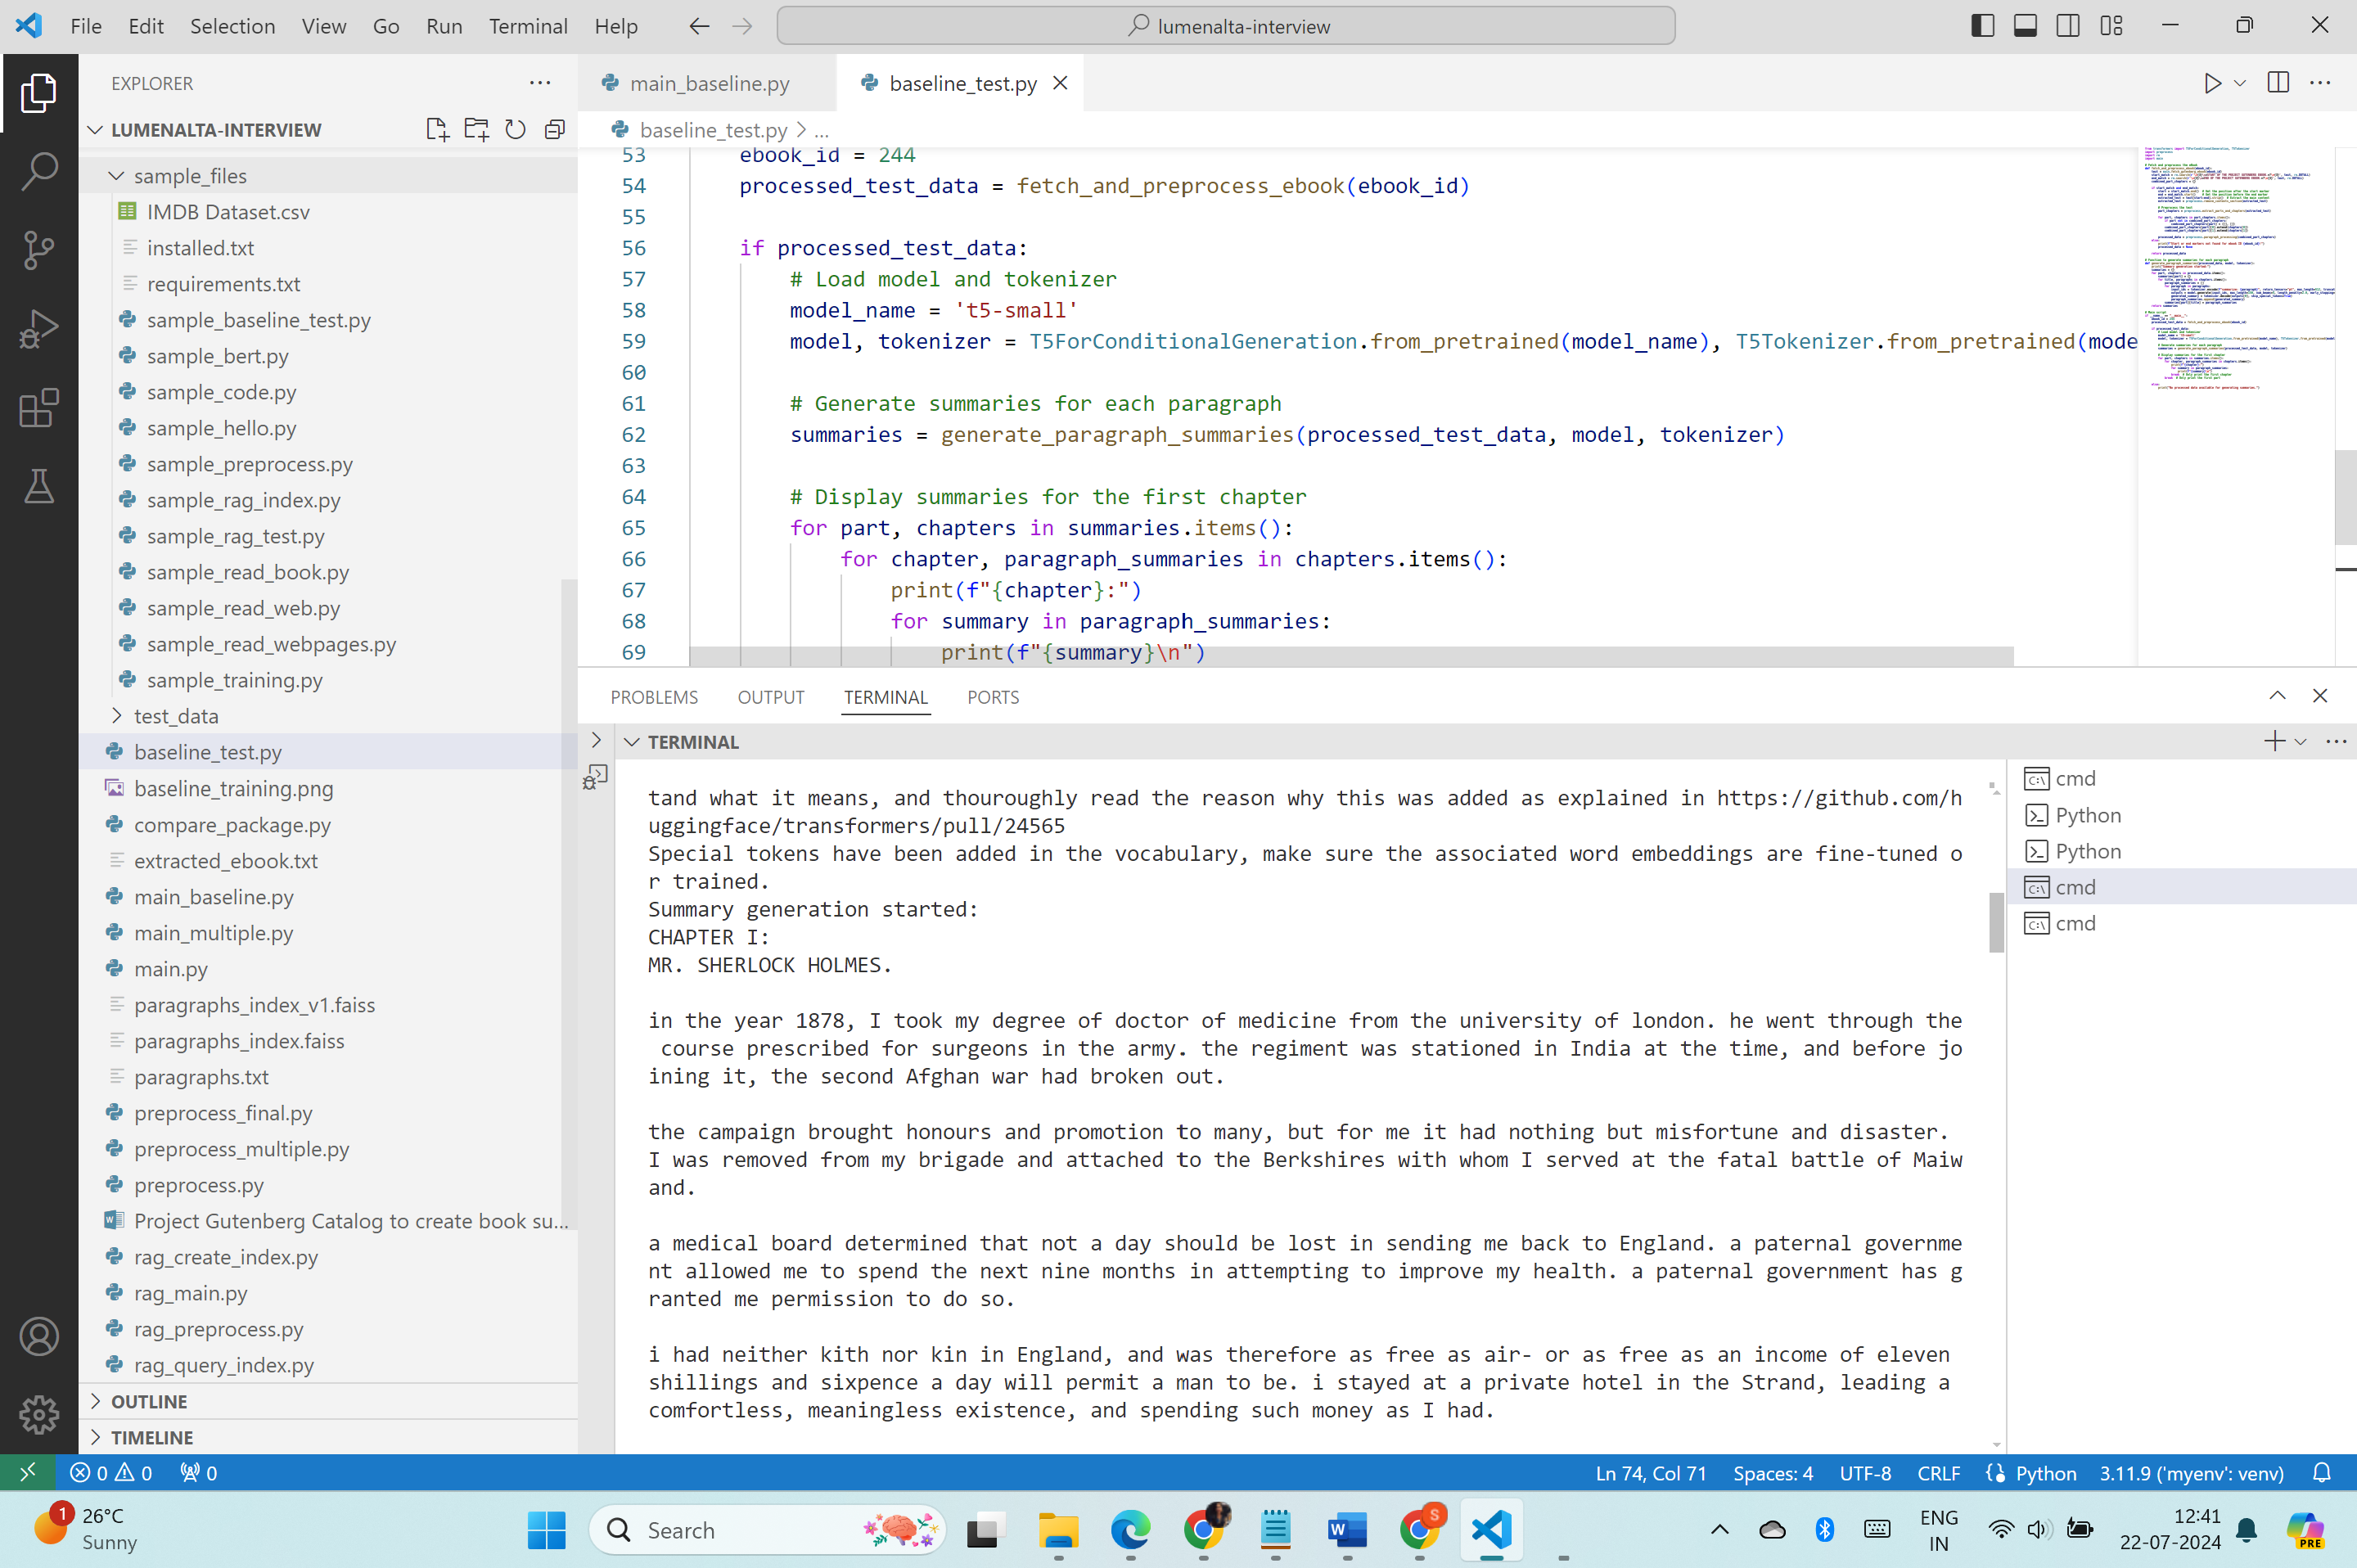 File Edit Selection View Go Run Terminal Help
lumenalta-interview
EXPLORER
LUMENALTA-INTERVIEW
sample_files
IMDB Dataset.csv
installed.txt
requirements.txt
sample_baseline_test.py
sample_bert.py
sample_code.py
sample_hello.py
sample_preprocess.py
sample_rag_index.py
sample_rag_test.py
sample_read_book.py
sample_read_web.py
sample_read_webpages.py
sample_training.py
test_data
baseline_test.py
baseline_training.png
compare_package.py
extracted_ebook.txt
main_baseline.py
main_multiple.py
main.py
paragraphs_index_v1.faiss
paragraphs_index.faiss
paragraphs.txt
preprocess_final.py
preprocess_multiple.py
preprocess.py
Project Gutenberg Catalog to create book su...
rag_create_index.py
rag_main.py
rag_preprocess.py
rag_query_index.py
OUTLINE
TIMELINE
main_baseline.py
baseline_test.py
baseline_test.py > ...
53 ebook_id = 244
54 processed_test_data = fetch_and_preprocess_ebook(ebook_id)
55
56 if processed_test_data:
57 # Load model and tokenizer
58 model_name = 't5-small'
59 model, tokenizer = T5ForConditionalGeneration.from_pretrained(model_name), T5Tokenizer.from_pretrained(mode
60
61 # Generate summaries for each paragraph
62 summaries = generate_paragraph_summaries(processed_test_data, model, tokenizer)
63
64 # Display summaries for the first chapter
65 for part, chapters in summaries.items():
66 for chapter, paragraph_summaries in chapters.items():
67 print(f"{chapter}:")
68 for summary in paragraph_summaries:
69 print(f"{summary}\n")
PROBLEMS OUTPUT TERMINAL PORTS
TERMINAL
tand what it means, and thouroughly read the reason why this was added as explained in https://github.com/h
uggingface/transformers/pull/24565
Special tokens have been added in the vocabulary, make sure the associated word embeddings are fine-tuned o
r trained.
Summary generation started:
CHAPTER I:
MR. SHERLOCK HOLMES.
in the year 1878, I took my degree of doctor of medicine from the university of london. he went through the
course prescribed for surgeons in the army. the regiment was stationed in India at the time, and before jo
ining it, the second Afghan war had broken out.
the campaign brought honours and promotion to many, but for me it had nothing but misfortune and disaster.
I was removed from my brigade and attached to the Berkshires with whom I served at the fatal battle of Maiw
and.
a medical board determined that not a day should be lost in sending me back to England. a paternal governme
nt allowed me to spend the next nine months in attempting to improve my health. a paternal government has g
ranted me permission to do so.
i had neither kith nor kin in England, and was therefore as free as air- or as free as an income of eleven
shillings and sixpence a day will permit a man to be. i stayed at a private hotel in the Strand, leading a
comfortless, meaningless existence, and spending such money as I had.
cmd
Python
Python
cmd
cmd
0 0 0
Ln 74, Col 71 Spaces: 4 UTF-8 CRLF Python 3.11.9 ('myenv': venv)
1
26°C
Sunny
Search
S
ENG
IN
12:41
22-07-2024
PRE